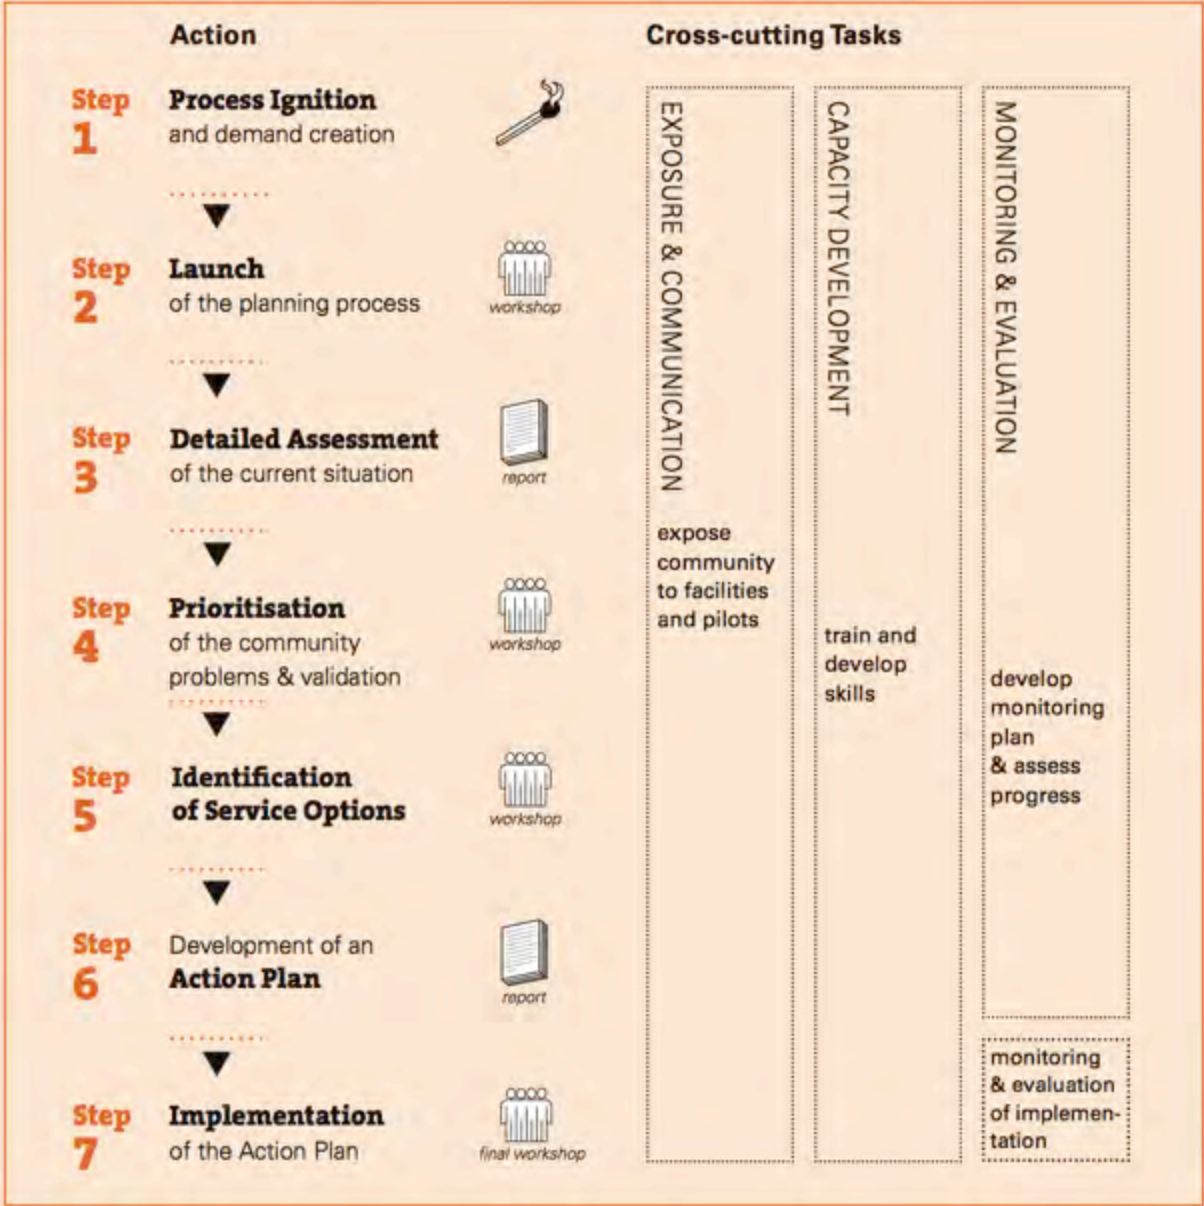 Action
Cross-cutting Tasks
Step
1
Process Ignition
and demand creation
Step
2
Launch
of the planning process
workshop
Step
3
Detailed Assessment
of the current situation
report
Step
4
Prioritisation
of the community
problems & validation
workshop
Step
5
Identification
of Service Options
workshop
Step
6
Development of an
Action Plan
report
Step
7
Implementation
of the Action Plan
final workshop
EXPOSURE & COMMUNICATION
expose
community
to facilities
and pilots
CAPACITY DEVELOPMENT
train and
develop
skills
MONITORING & EVALUATION
develop
monitoring
plan
& assess
progress
monitoring
& evaluation
of implemen-
tation